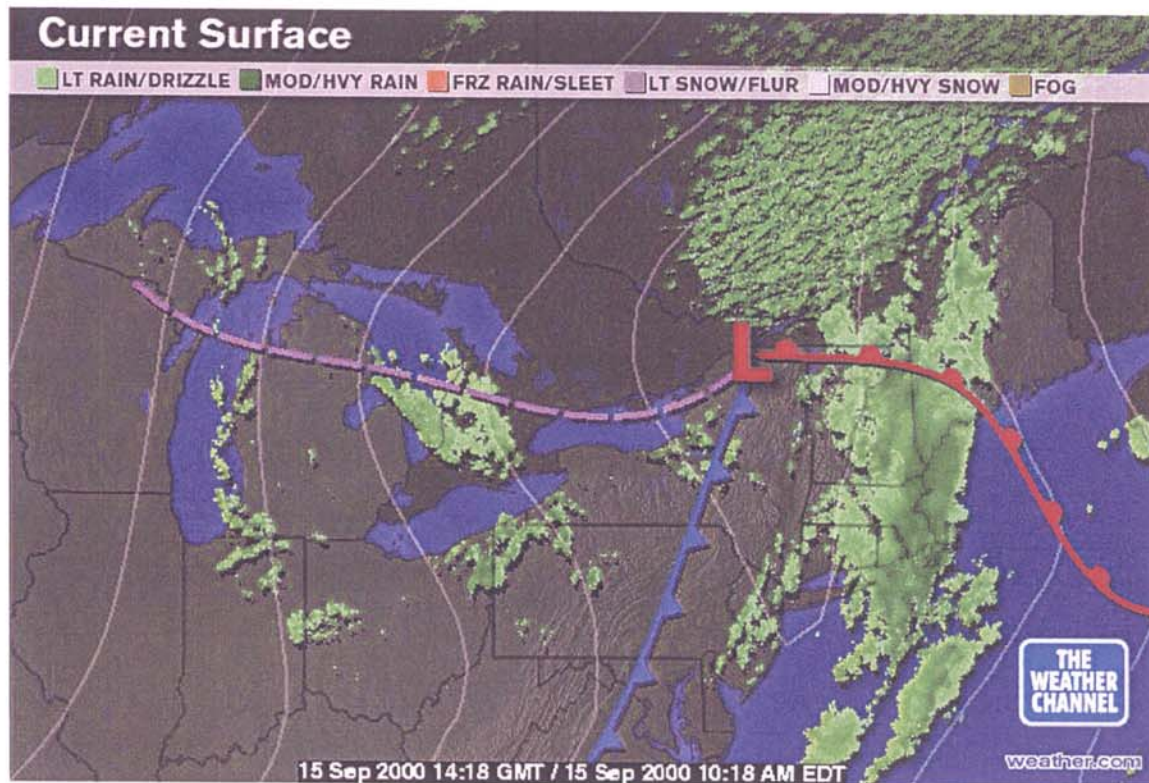 Current Surface
LT RAIN/DRIZZLE MOD/HVY RAIN FRZ RAIN/SLEET LT SNOW/FLUR MOD/HVY SNOW FOG
L
THE
WEATHER
CHANNEL
weather.com
15 Sep 2000 14:18 GMT / 15 Sep 2000 10:18 AM EDT